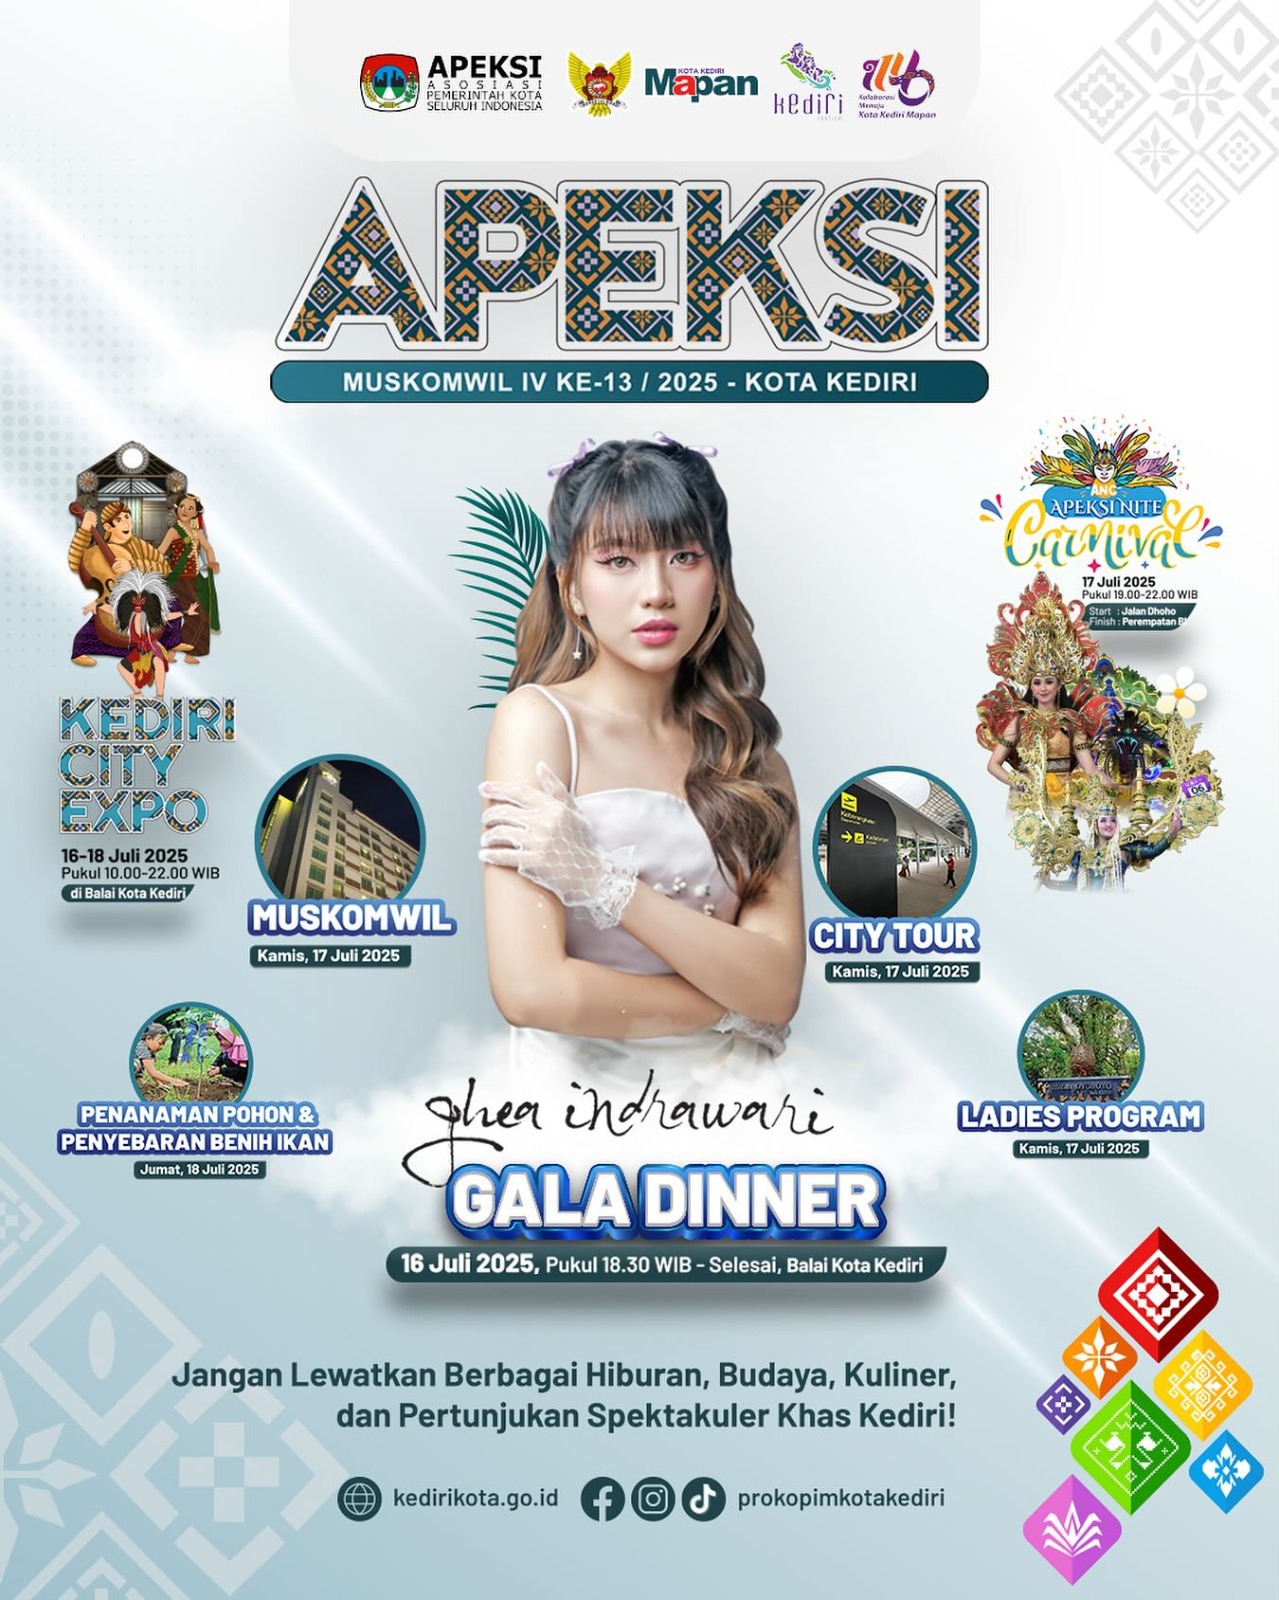 APEKSI
ASOSIASI
PEMERINTAH KOTA
SELURUH INDONESIA
KOTA KEDIRI
Mapan
kediri
Kolaborasi
Menuju
Kota Kediri Mapan
APEKSI
MUSKOMWIL IV KE-13 / 2025 - KOTA KEDIRI
KEDIRI
CITY
EXPO
16-18 Juli 2025
Pukul 10.00-22.00 WIB
di Balai Kota Kediri
ANC
APEKSI NITE
Carnival
17 Juli 2025
Pukul 19.00-22.00 WIB
Start : Jalan Dhoho
Finish : Perempatan
06
MUSKOMWIL
Kamis, 17 Juli 2025
Keberangkatan
CITY TOUR
Kamis, 17 Juli 2025
PENANAMAN POHON &
PENYEBARAN BENIH IKAN
Jumat, 18 Juli 2025
LADIES PROGRAM
Kamis, 17 Juli 2025
ghea indrawari
GALA DINNER
16 Juli 2025, Pukul 18.30 WIB - Selesai, Balai Kota Kediri
Jangan Lewatkan Berbagai Hiburan, Budaya, Kuliner,
dan Pertunjukan Spektakuler Khas Kediri!
kedirikota.go.id
prokopimkotakediri